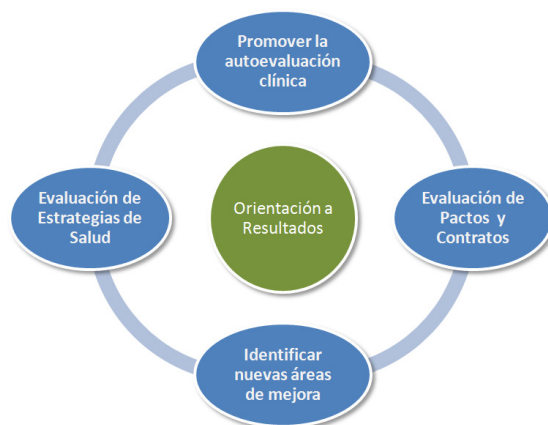 Promover la
autoevaluación
clínica
Evaluación de
Estrategias de
Salud
Orientación a
Resultados
Evaluación de
Pactos y
Contratos
Identificar
nuevas áreas
de mejora